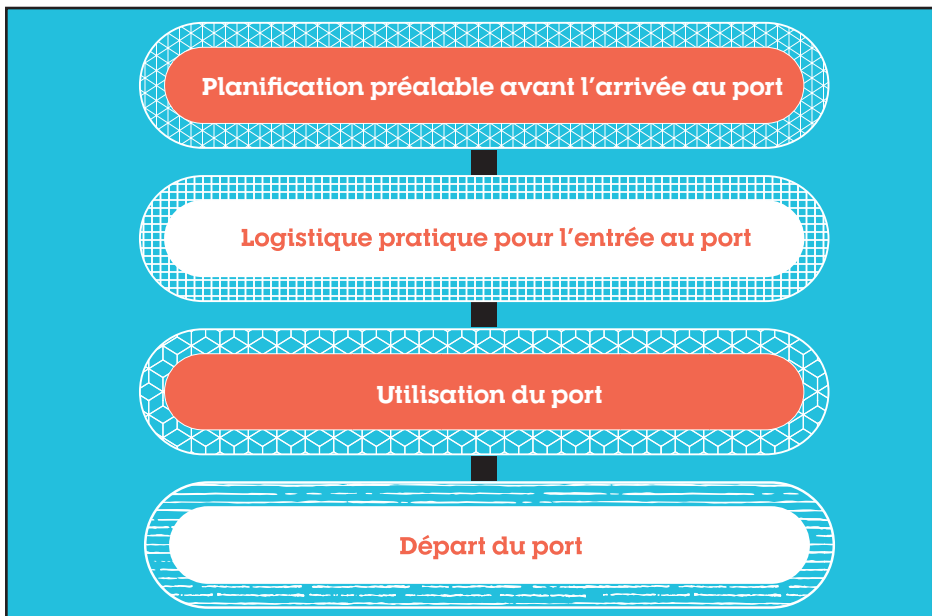 Planification préalable avant l’arrivée au port
Logistique pratique pour l’entrée au port
Utilisation du port
Départ du port